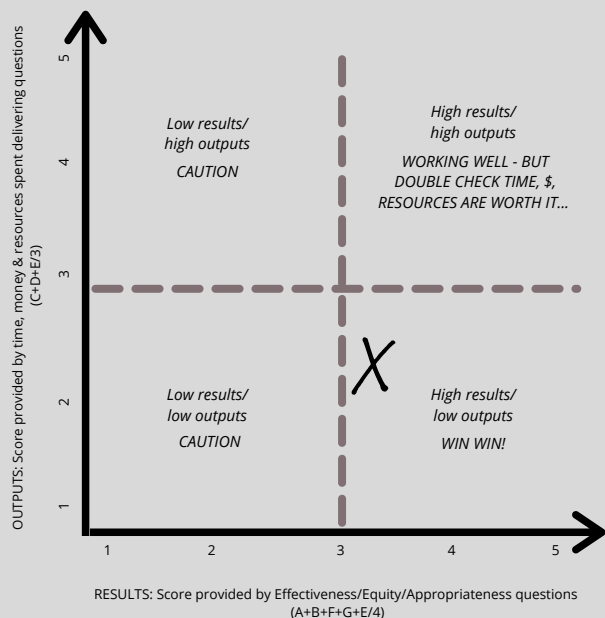 OUTPUTS: Score provided by time, money & resources spent delivering questions
(C+D+E/3)
5
4
3
2
1
Low results/
high outputs
CAUTION
High results/
high outputs
WORKING WELL - BUT
DOUBLE CHECK TIME, $,
RESOURCES ARE WORTH IT...
Low results/
low outputs
CAUTION
X
High results/
low outputs
WIN WIN!
1 2 3 4 5
RESULTS: Score provided by Effectiveness/Equity/Appropriateness questions
(A+B+F+G+E/4)